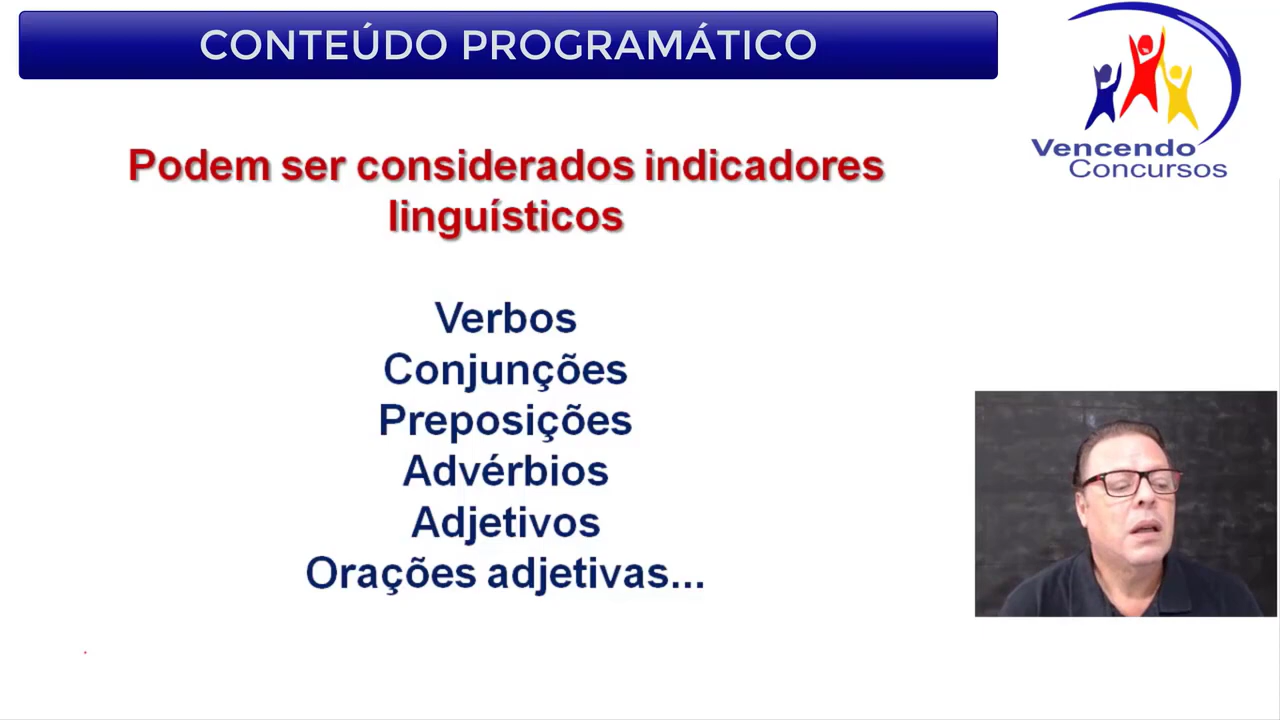 CONTEÚDO PROGRAMÁTICO
Vencendo
Concursos
Podem ser considerados indicadores
linguísticos
Verbos
Conjunções
Preposições
Advérbios
Adjetivos
Orações adjetivas...